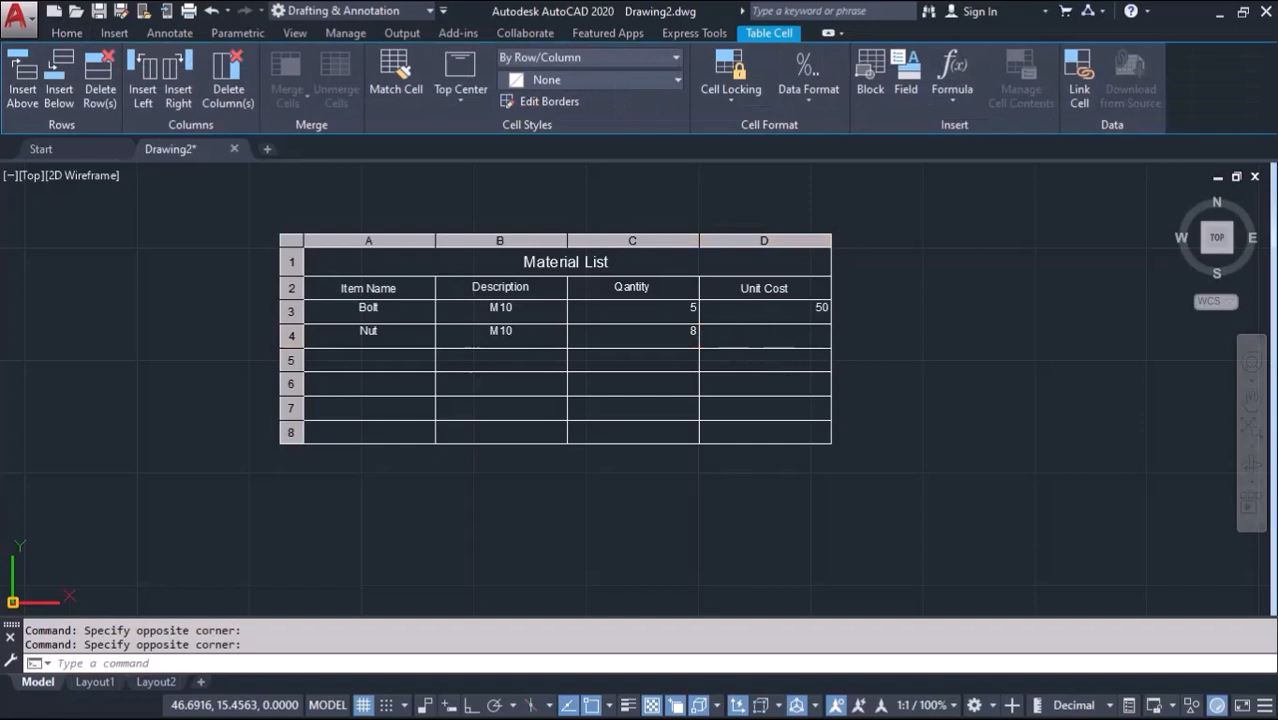 Drafting & Annotation Autodesk AutoCAD 2020 Drawing2.dwg Type a keyword or phrase Sign In
Home Insert Annotate Parametric View Manage Output Add-ins Collaborate Featured Apps Express Tools Table Cell
By Row/Column
None
Edit Borders
Insert Above Insert Below Delete Row(s) Insert Left Insert Right Delete Column(s) Merge Cells Unmerge Cells Match Cell Top Center Cell Locking Data Format Block Field Formula Manage Cell Contents Link Cell Download from Source
Rows Columns Merge Cell Styles Cell Format Insert Data
Start Drawing2*
[−][Top][2D Wireframe]
N
W TOP E
S
WCS
A B C D
1 Material List
2 Item Name Description Qantity Unit Cost
3 Bolt M10 5 50
4 Nut M10 8
5
6
7
8
Y
X
Command: Specify opposite corner:
Command: Specify opposite corner:
Type a command
Model Layout1 Layout2
46.6916, 15.4563, 0.0000 MODEL 1:1 / 100% Decimal